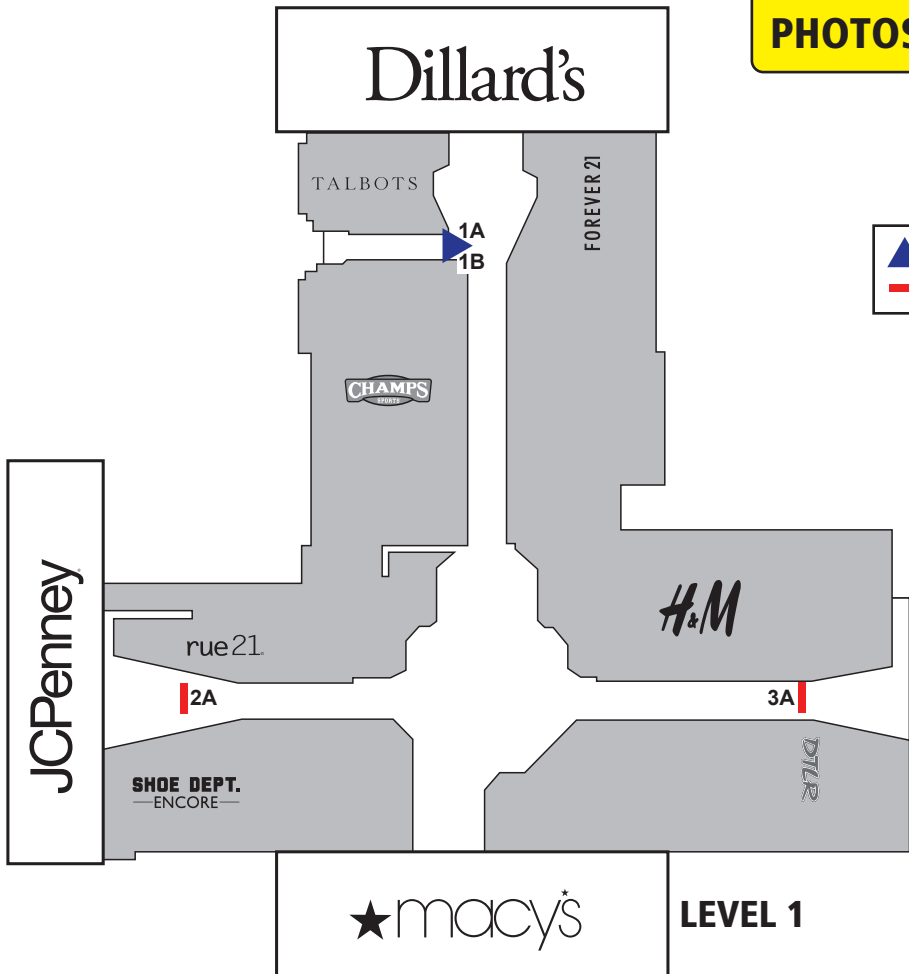 PHOTOS
Dillard's
TALBOTS
FOREVER 21
1A
1B
CHAMPS
SPORTS
JCPenney
rue21
H&M
2A
3A
SHOE DEPT.
ENCORE
DTLR
macy's
LEVEL 1